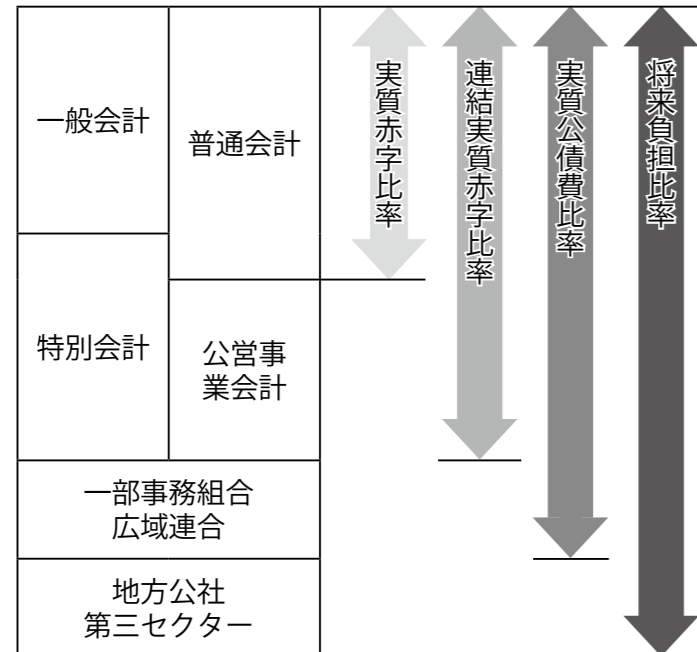 一般会計
普通会計
特別会計
公営事
業会計
一部事務組合
広域連合
地方公社
第三セクター
実質赤字比率
連結実質赤字比率
実質公債費比率
将来負担比率